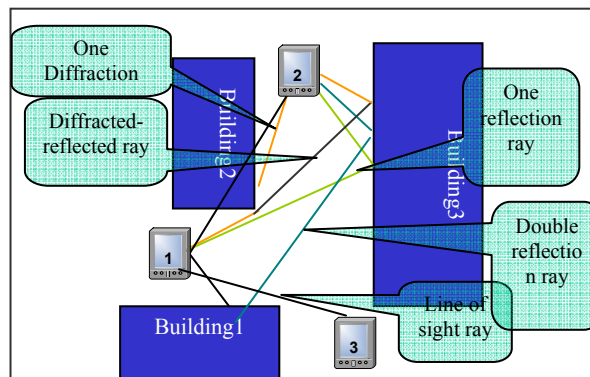 One
Diffraction
Diffracted-
reflected ray
Building2
2
Building3
One
reflection
ray
1
Double
reflectio
n ray
Line of
sight ray
Building1
3